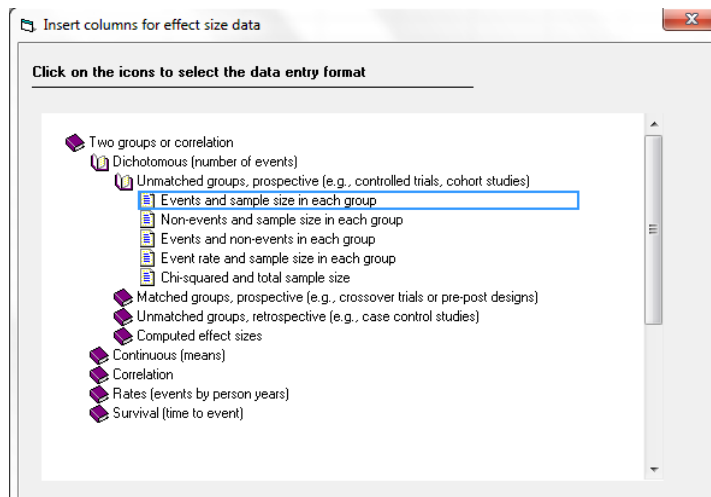 Insert columns for effect size data
Click on the icons to select the data entry format
Two groups or correlation
Dichotomous (number of events)
Unmatched groups, prospective (e.g., controlled trials, cohort studies)
Events and sample size in each group
Non-events and sample size in each group
Events and non-events in each group
Event rate and sample size in each group
Chi-squared and total sample size
Matched groups, prospective (e.g., crossover trials or pre-post designs)
Unmatched groups, retrospective (e.g., case control studies)
Computed effect sizes
Continuous (means)
Correlation
Rates (events by person years)
Survival (time to event)